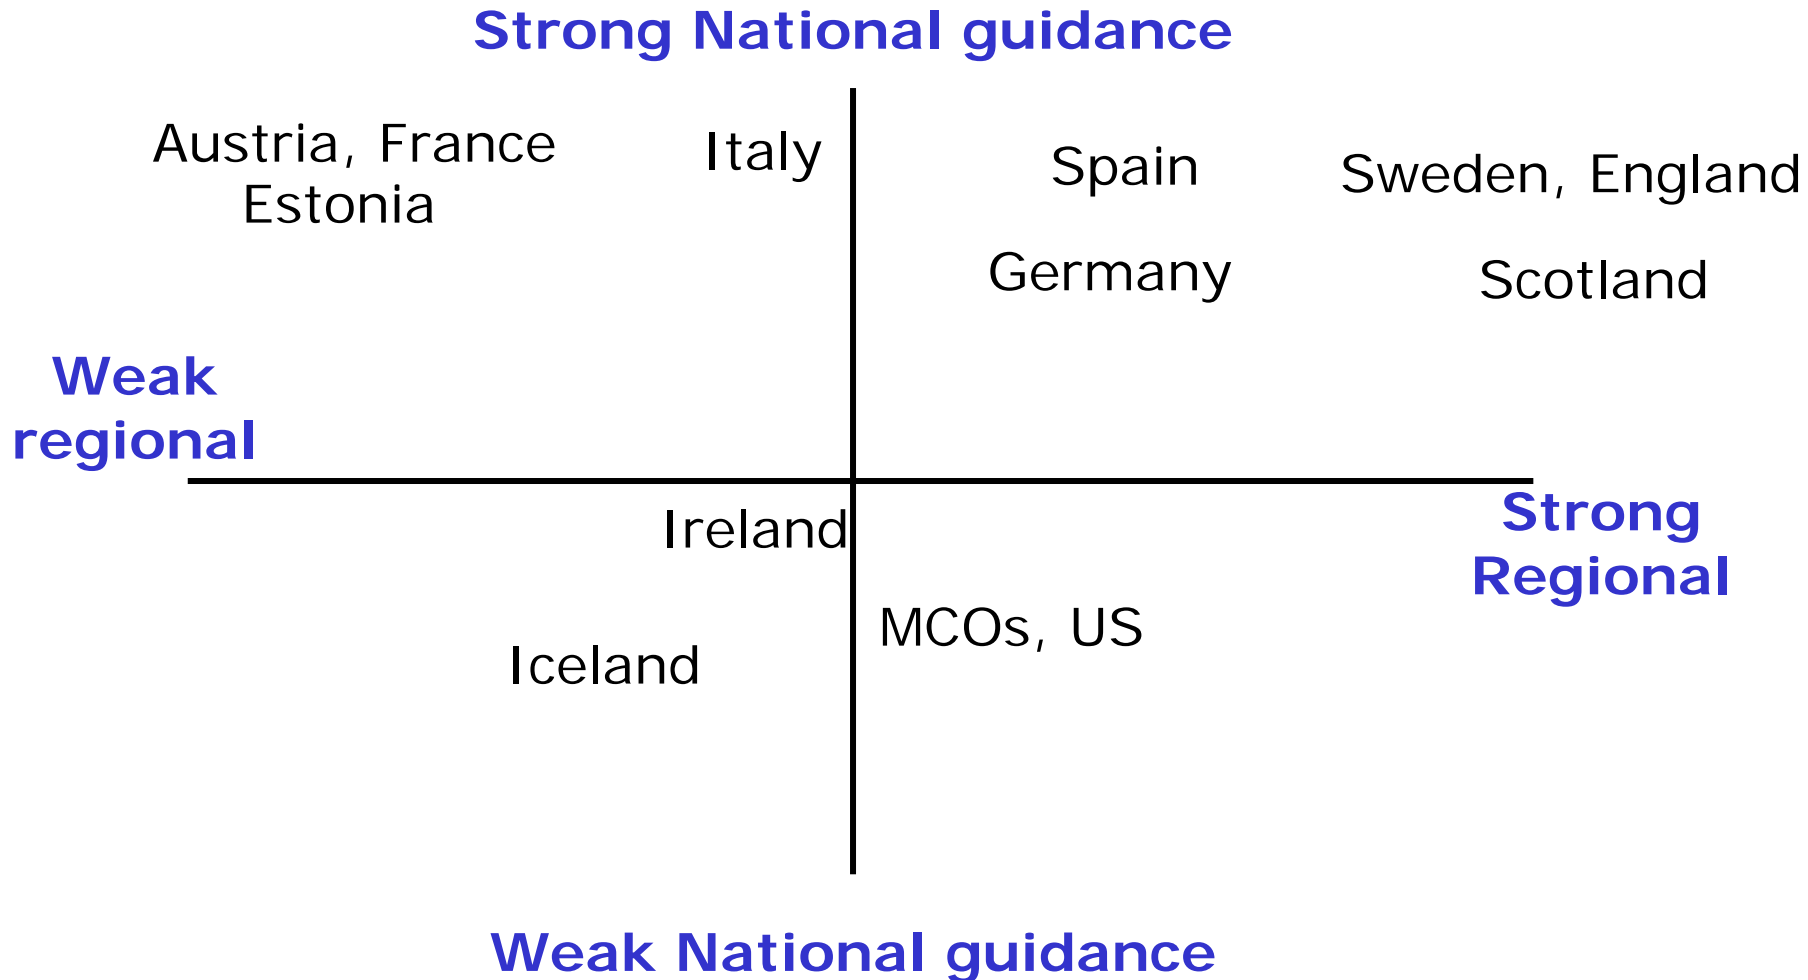 Strong National guidance
Austria, France
Estonia
Italy
Spain
Sweden, England
Germany
Scotland
Weak
regional
Strong
Regional
Ireland
MCOs, US
Iceland
Weak National guidance